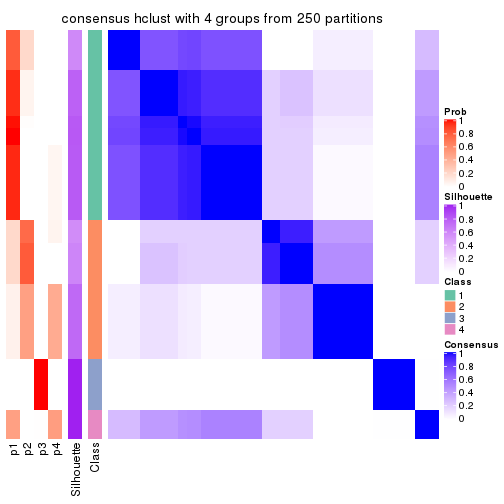 consensus hclust with 4 groups from 250 partitions
Prob
1
0.8
0.6
0.4
0.2
0
Silhouette
1
0.8
0.6
0.4
0.2
0
Class
1
2
3
4
Consensus
1
0.8
0.6
0.4
0.2
0
p1
p2
p3
p4
Silhouette
Class